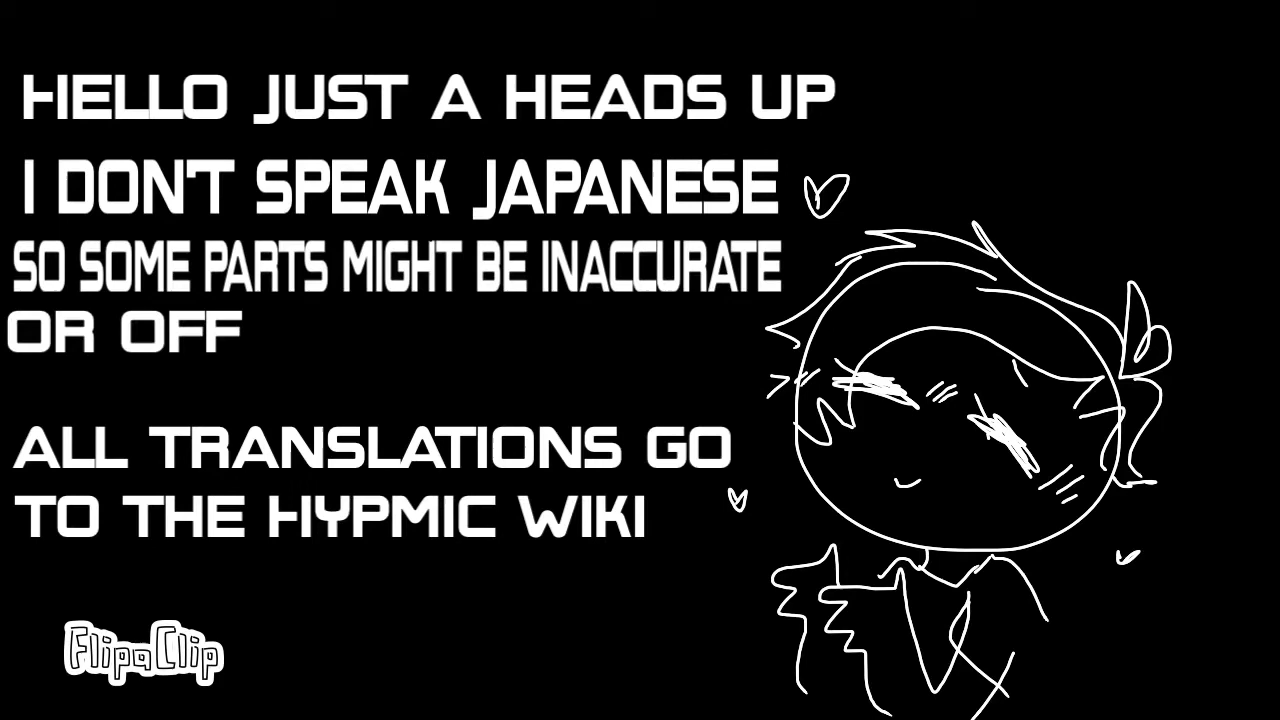 HELLO JUST A HEADS UP
I DON'T SPEAK JAPANESE
SO SOME PARTS MIGHT BE INACCURATE
OR OFF
ALL TRANSLATIONS GO
TO THE HYPMIC WIKI
FlipaClip